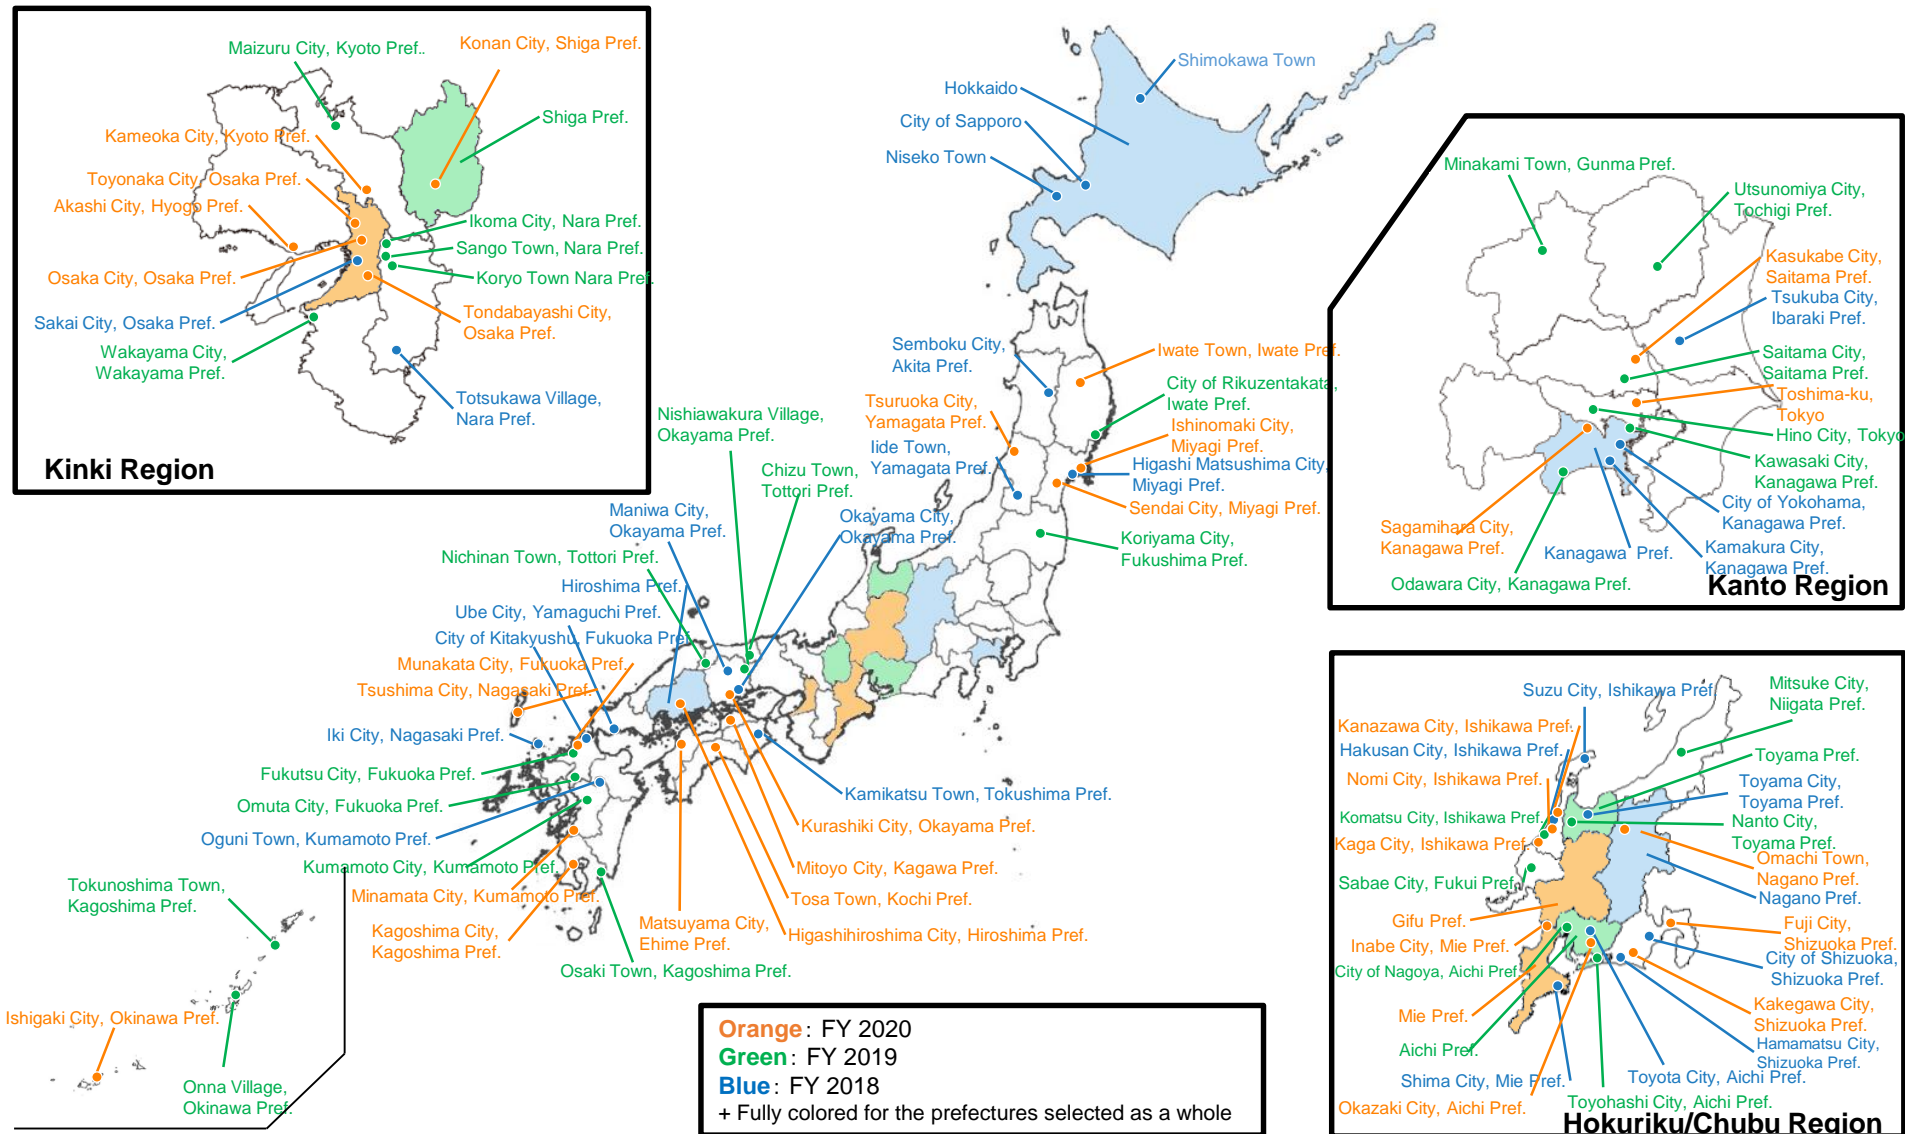 Maizuru City, Kyoto Pref..
Konan City, Shiga Pref.
Shiga Pref.
Kameoka City, Kyoto Pref.
Toyonaka City, Osaka Pref.
Akashi City, Hyogo Pref.
Ikoma City, Nara Pref.
Sango Town, Nara Pref.
Osaka City, Osaka Pref.
Koryo Town Nara Pref.
Sakai City, Osaka Pref.
Tondabayashi City,
Osaka Pref.
Wakayama City,
Wakayama Pref.
Totsukawa Village,
Nara Pref.
Kinki Region
Shimokawa Town
Hokkaido
City of Sapporo
Niseko Town
Semboku City,
Akita Pref.
Iwate Town, Iwate Pref.
City of Rikuzentakata,
Iwate Pref.
Tsuruoka City,
Yamagata Pref.
Ishinomaki City,
Miyagi Pref.
Iide Town,
Yamagata Pref.
Higashi Matsushima City,
Miyagi Pref.
Sendai City, Miyagi Pref.
Koriyama City,
Fukushima Pref.
Nishiawakura Village,
Okayama Pref.
Chizu Town,
Tottori Pref.
Maniwa City,
Okayama Pref.
Okayama City,
Okayama Pref.
Nichinan Town, Tottori Pref.
Hiroshima Pref.
Ube City, Yamaguchi Pref.
City of Kitakyushu, Fukuoka Pref.
Munakata City, Fukuoka Pref.
Tsushima City, Nagasaki Pref.
Iki City, Nagasaki Pref.
Fukutsu City, Fukuoka Pref.
Omuta City, Fukuoka Pref.
Oguni Town, Kumamoto Pref.
Kumamoto City, Kumamoto Pref.
Minamata City, Kumamoto Pref.
Kagoshima City,
Kagoshima Pref.
Osaki Town, Kagoshima Pref.
Matsuyama City,
Ehime Pref.
Kamikatsu Town, Tokushima Pref.
Kurashiki City, Okayama Pref.
Mitoyo City, Kagawa Pref.
Tosa Town, Kochi Pref.
Higashihiroshima City, Hiroshima Pref.
Tokunoshima Town,
Kagoshima Pref.
Ishigaki City, Okinawa Pref.
Onna Village,
Okinawa Pref.
Orange: FY 2020
Green: FY 2019
Blue: FY 2018
+ Fully colored for the prefectures selected as a whole
Minakami Town, Gunma Pref.
Utsunomiya City,
Tochigi Pref.
Kasukabe City,
Saitama Pref.
Tsukuba City,
Ibaraki Pref.
Saitama City,
Saitama Pref.
Toshima-ku,
Tokyo
Hino City, Tokyo
Kawasaki City,
Kanagawa Pref.
City of Yokohama,
Kanagawa Pref.
Sagamihara City,
Kanagawa Pref.
Kanagawa Pref.
Kamakura City,
Kanagawa Pref.
Odawara City, Kanagawa Pref.
Kanto Region
Suzu City, Ishikawa Pref.
Mitsuke City,
Niigata Pref.
Kanazawa City, Ishikawa Pref.
Hakusan City, Ishikawa Pref.
Toyama Pref.
Nomi City, Ishikawa Pref.
Toyama City,
Toyama Pref.
Komatsu City, Ishikawa Pref.
Nanto City,
Toyama Pref.
Kaga City, Ishikawa Pref.
Omachi Town,
Nagano Pref.
Sabae City, Fukui Pref.
Nagano Pref.
Gifu Pref.
Fuji City,
Shizuoka Pref.
Inabe City, Mie Pref.
City of Shizuoka,
Shizuoka Pref.
City of Nagoya, Aichi Pref.
Kakegawa City,
Shizuoka Pref.
Mie Pref.
Hamamatsu City,
Shizuoka Pref.
Aichi Pref.
Shima City, Mie Pref.
Toyota City, Aichi Pref.
Okazaki City, Aichi Pref.
Toyohashi City, Aichi Pref.
Hokuriku/Chubu Region